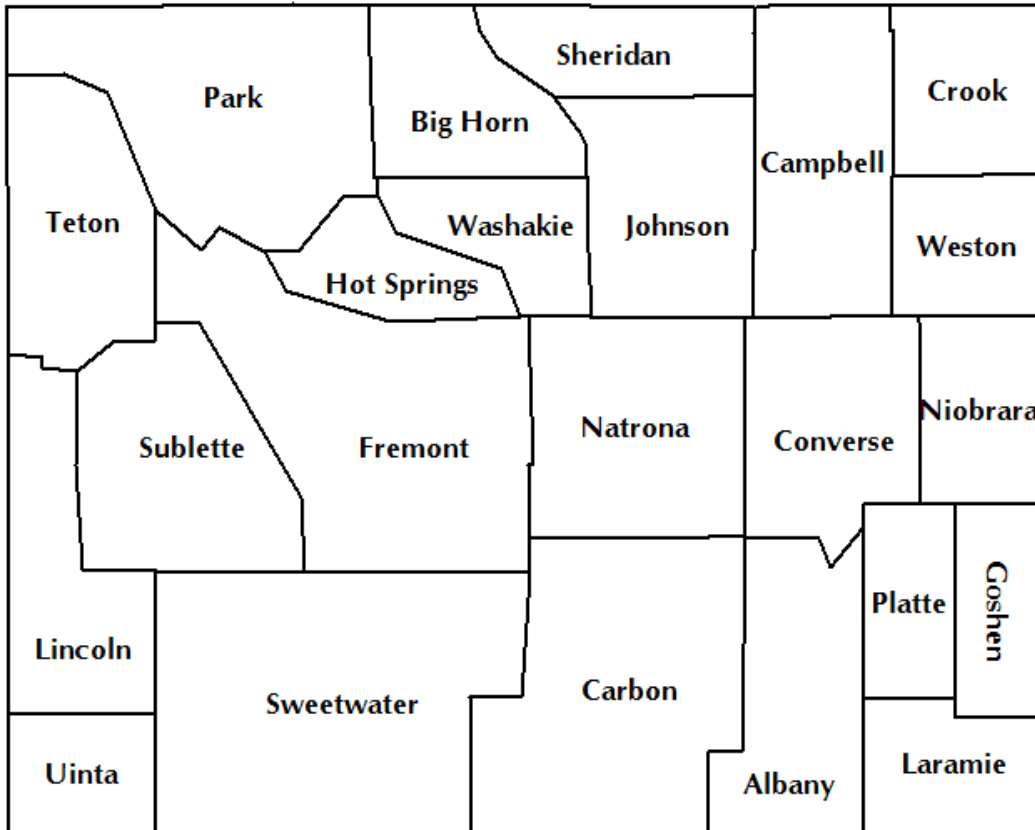 Sheridan
Park
Crook
Big Horn
Campbell
Teton
Washakie
Johnson
Weston
Hot Springs
Niobrara
Natrona
Converse
Sublette
Fremont
Platte
Goshen
Lincoln
Carbon
Sweetwater
Laramie
Uinta
Albany